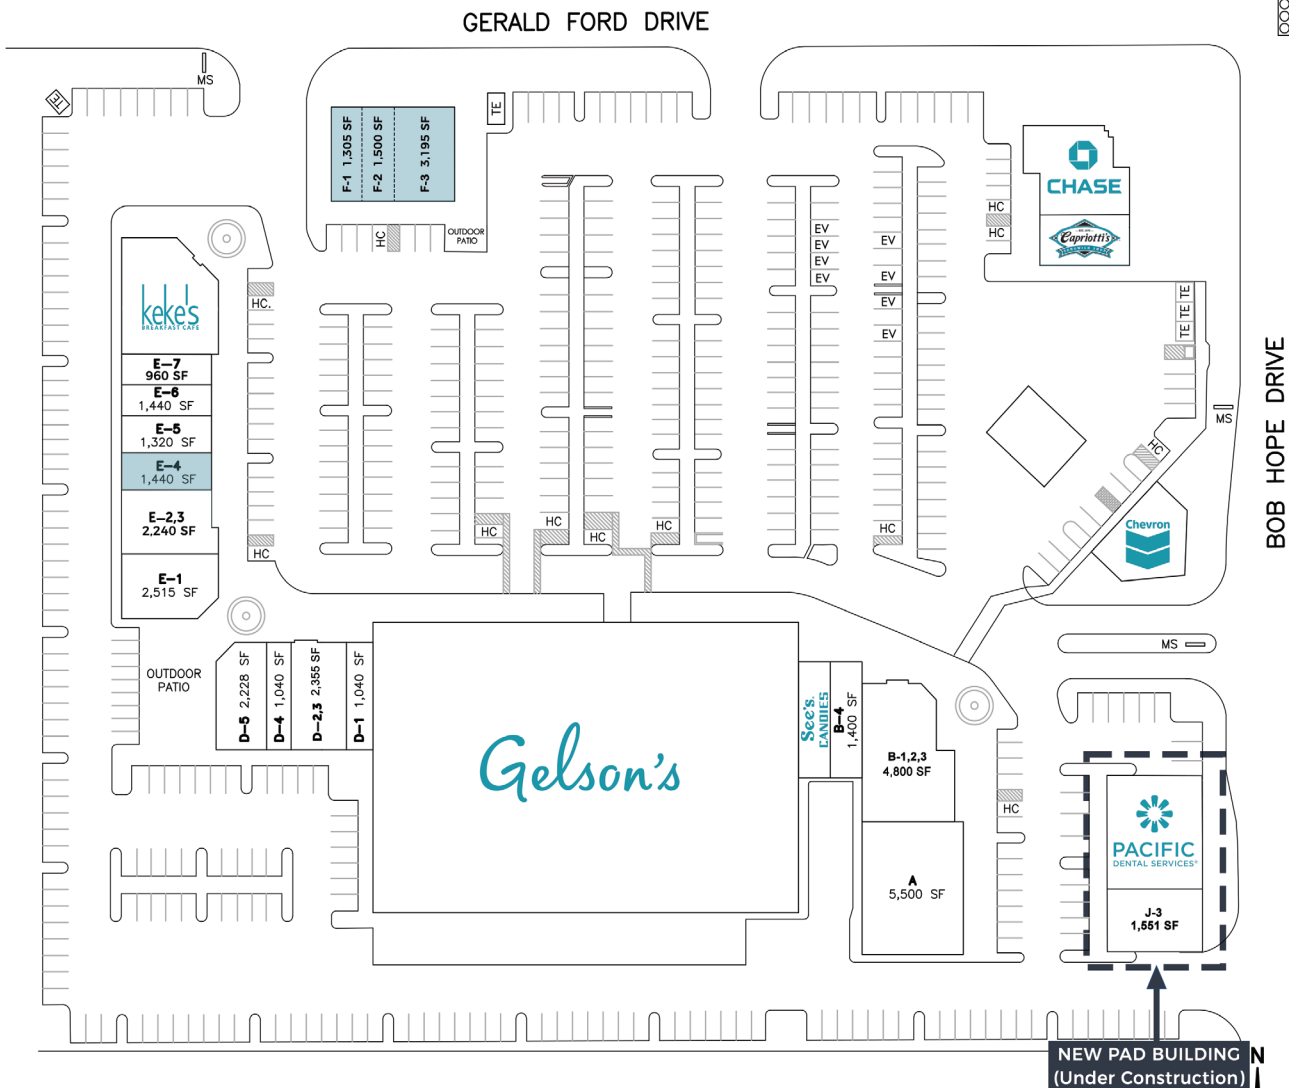 GERALD FORD DRIVE
MS
TE
F-1 1,305 SF
F-2 1,500 SF
F-3 3,195 SF
TE
HC
OUTDOOR
PATIO
CHASE
Capriotti's
HC
HC
EV
EV
EV
EV
EV
EV
EV
EV
TE
TE
TE
BOB HOPE DRIVE
MS
HC
Chevron
MS
HC.
keke's
BREAKFAST CAFE
E-7
960 SF
E-6
1,440 SF
E-5
1,320 SF
E-4
1,440 SF
E-2,3
2,240 SF
E-1
2,515 SF
HC
HC
HC
HC
HC
HC
OUTDOOR
PATIO
D-5 2,228 SF
D-4 1,040 SF
D-2,3 2,355 SF
D-1 1,040 SF
Gelson's
See's
CANDIES
B-4
1,400 SF
B-1,2,3
4,800 SF
A
5,500 SF
HC
PACIFIC
DENTAL SERVICES®
J-3
1,551 SF
NEW PAD BUILDING
(Under Construction)
N